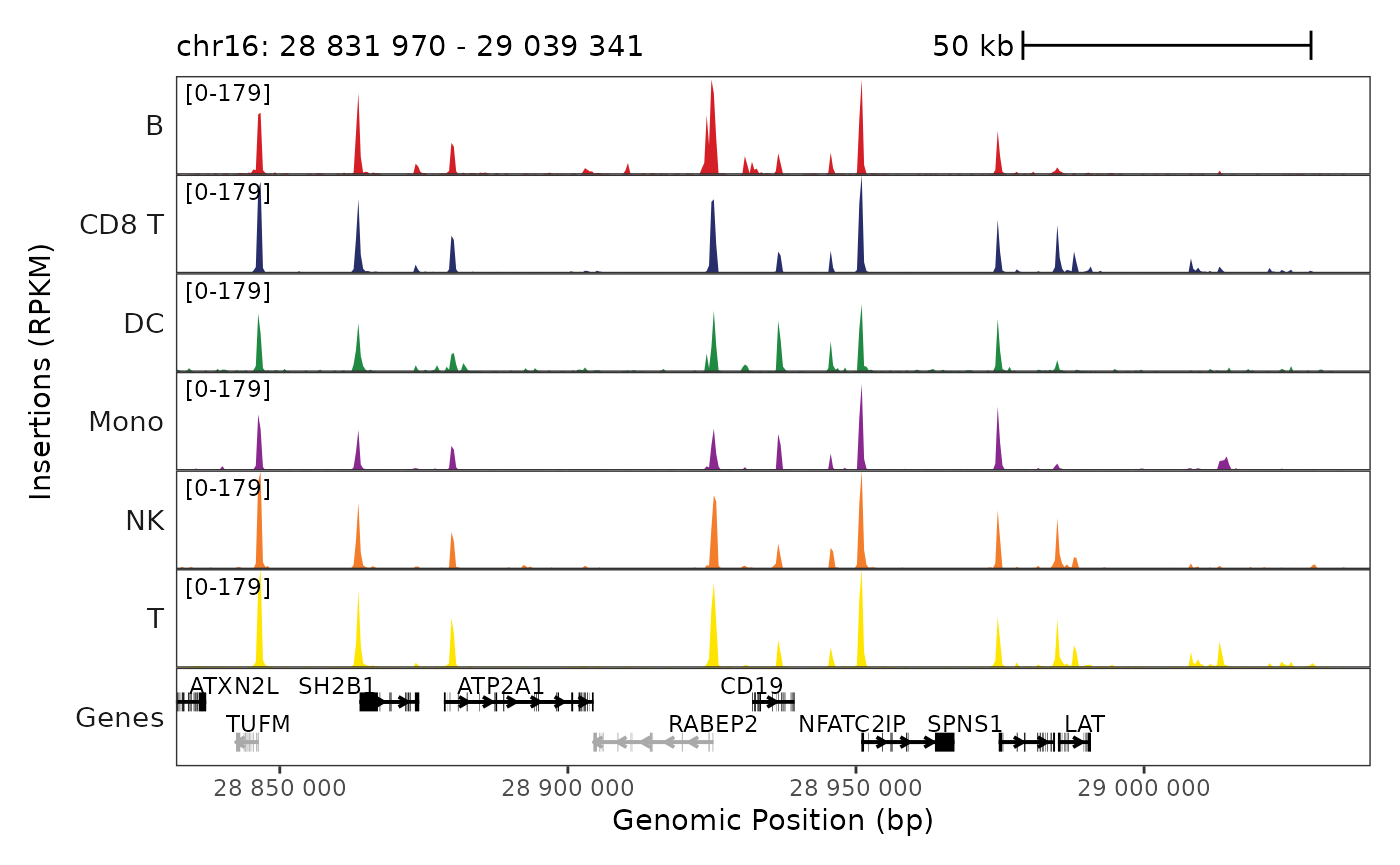 chr16: 28 831 970 - 29 039 341
50 kb
Insertions (RPKM)
B
[0-179]
CD8 T
[0-179]
DC
[0-179]
Mono
[0-179]
NK
[0-179]
T
[0-179]
Genes
ATXN2L SH2B1 ATP2A1 CD19
TUFM RABEP2 NFATC2IP SPNS1 LAT
28 850 000 28 900 000 28 950 000 29 000 000
Genomic Position (bp)